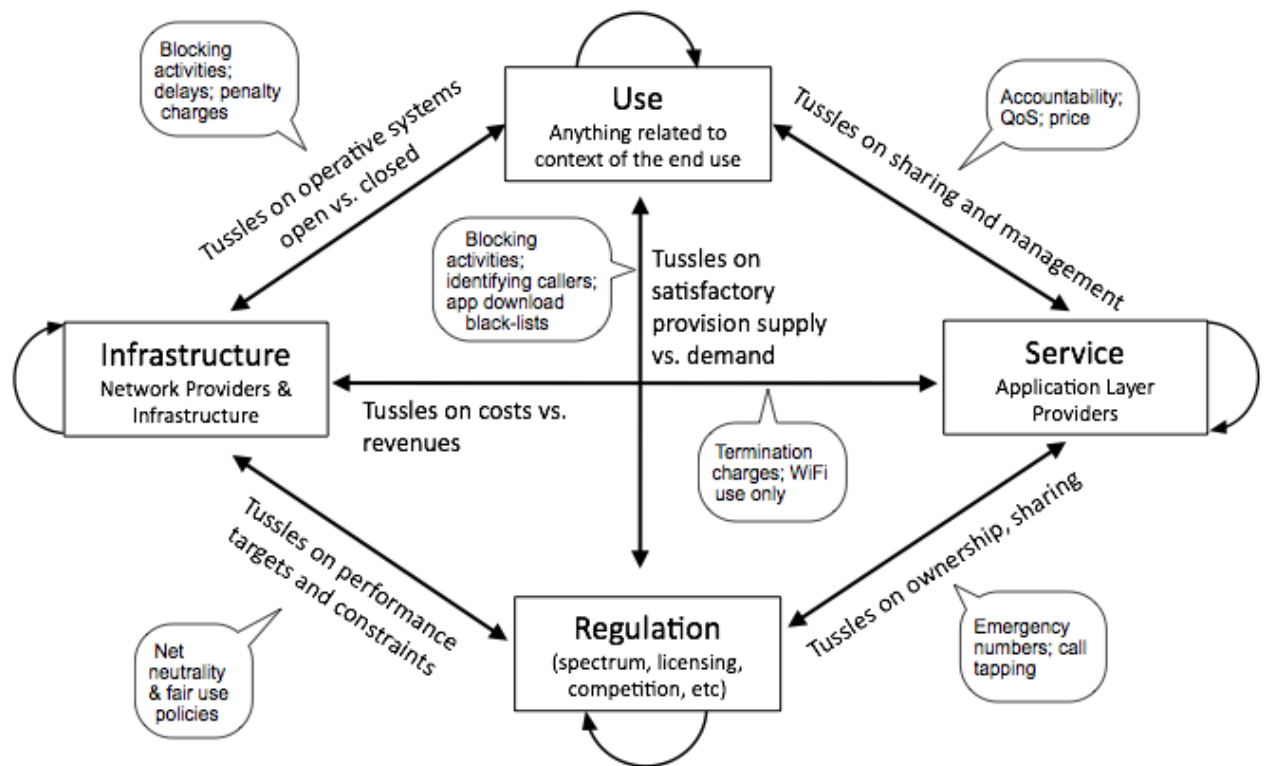 Blocking
activities;
delays; penalty
charges
Tussles on operative systems
open vs. closed
Use
Anything related to
context of the end use
Tussles on sharing and management
Accountability;
QoS; price
Blocking
activities;
identifying callers;
app download
black-lists
Tussles on
satisfactory
provision supply
vs. demand
Infrastructure
Network Providers &
Infrastructure
Service
Application Layer
Providers
Tussles on costs vs.
revenues
Termination
charges; WiFi
use only
Tussles on performance
targets and constraints
Net
neutrality
& fair use
policies
Regulation
(spectrum, licensing,
competition, etc)
Tussles on ownership, sharing
Emergency
numbers; call
tapping